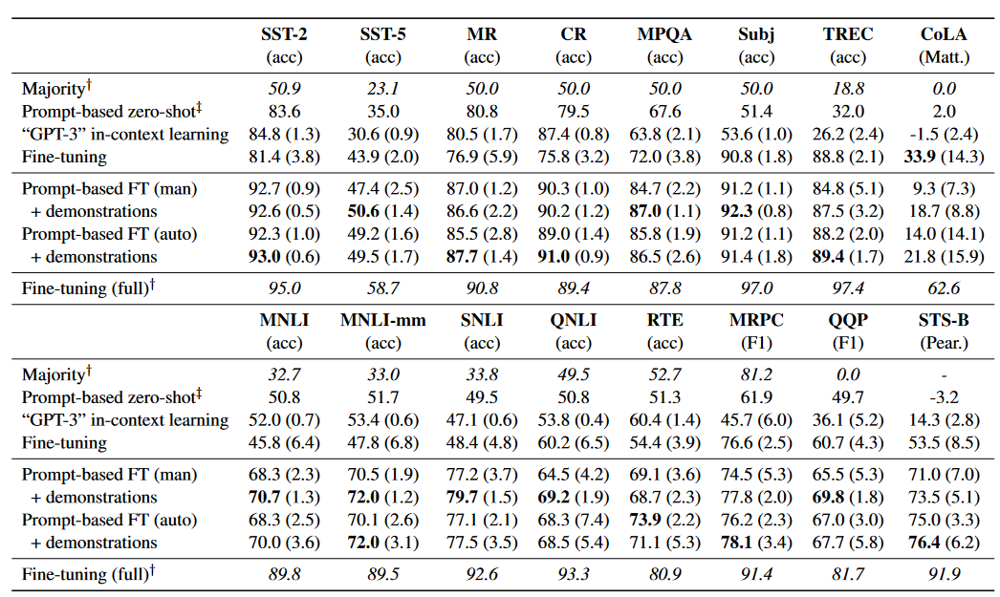 SST-2 SST-5 MR CR MPQA Subj TREC CoLA
(acc) (acc) (acc) (acc) (acc) (acc) (acc) (Matt.)
Majority† 50.9 23.1 50.0 50.0 50.0 50.0 18.8 0.0
Prompt-based zero-shot‡ 83.6 35.0 80.8 79.5 67.6 51.4 32.0 2.0
“GPT-3” in-context learning 84.8 (1.3) 30.6 (0.9) 80.5 (1.7) 87.4 (0.8) 63.8 (2.1) 53.6 (1.0) 26.2 (2.4) -1.5 (2.4)
Fine-tuning 81.4 (3.8) 43.9 (2.0) 76.9 (5.9) 75.8 (3.2) 72.0 (3.8) 90.8 (1.8) 88.8 (2.1) 33.9 (14.3)
Prompt-based FT (man) 92.7 (0.9) 47.4 (2.5) 87.0 (1.2) 90.3 (1.0) 84.7 (2.2) 91.2 (1.1) 84.8 (5.1) 9.3 (7.3)
+ demonstrations 92.6 (0.5) 50.6 (1.4) 86.6 (2.2) 90.2 (1.2) 87.0 (1.1) 92.3 (0.8) 87.5 (3.2) 18.7 (8.8)
Prompt-based FT (auto) 92.3 (1.0) 49.2 (1.6) 85.5 (2.8) 89.0 (1.4) 85.8 (1.9) 91.2 (1.1) 88.2 (2.0) 14.0 (14.1)
+ demonstrations 93.0 (0.6) 49.5 (1.7) 87.7 (1.4) 91.0 (0.9) 86.5 (2.6) 91.4 (1.8) 89.4 (1.7) 21.8 (15.9)
Fine-tuning (full)† 95.0 58.7 90.8 89.4 87.8 97.0 97.4 62.6
MNLI MNLI-mm SNLI QNLI RTE MRPC QQP STS-B
(acc) (acc) (acc) (acc) (acc) (F1) (F1) (Pear.)
Majority† 32.7 33.0 33.8 49.5 52.7 81.2 0.0 -
Prompt-based zero-shot‡ 50.8 51.7 49.5 50.8 51.3 61.9 49.7 -3.2
“GPT-3” in-context learning 52.0 (0.7) 53.4 (0.6) 47.1 (0.6) 53.8 (0.4) 60.4 (1.4) 45.7 (6.0) 36.1 (5.2) 14.3 (2.8)
Fine-tuning 45.8 (6.4) 47.8 (6.8) 48.4 (4.8) 60.2 (6.5) 54.4 (3.9) 76.6 (2.5) 60.7 (4.3) 53.5 (8.5)
Prompt-based FT (man) 68.3 (2.3) 70.5 (1.9) 77.2 (3.7) 64.5 (4.2) 69.1 (3.6) 74.5 (5.3) 65.5 (5.3) 71.0 (7.0)
+ demonstrations 70.7 (1.3) 72.0 (1.2) 79.7 (1.5) 69.2 (1.9) 68.7 (2.3) 77.8 (2.0) 69.8 (1.8) 73.5 (5.1)
Prompt-based FT (auto) 68.3 (2.5) 70.1 (2.6) 77.1 (2.1) 68.3 (7.4) 73.9 (2.2) 76.2 (2.3) 67.0 (3.0) 75.0 (3.3)
+ demonstrations 70.0 (3.6) 72.0 (3.1) 77.5 (3.5) 68.5 (5.4) 71.1 (5.3) 78.1 (3.4) 67.7 (5.8) 76.4 (6.2)
Fine-tuning (full)† 89.8 89.5 92.6 93.3 80.9 91.4 81.7 91.9